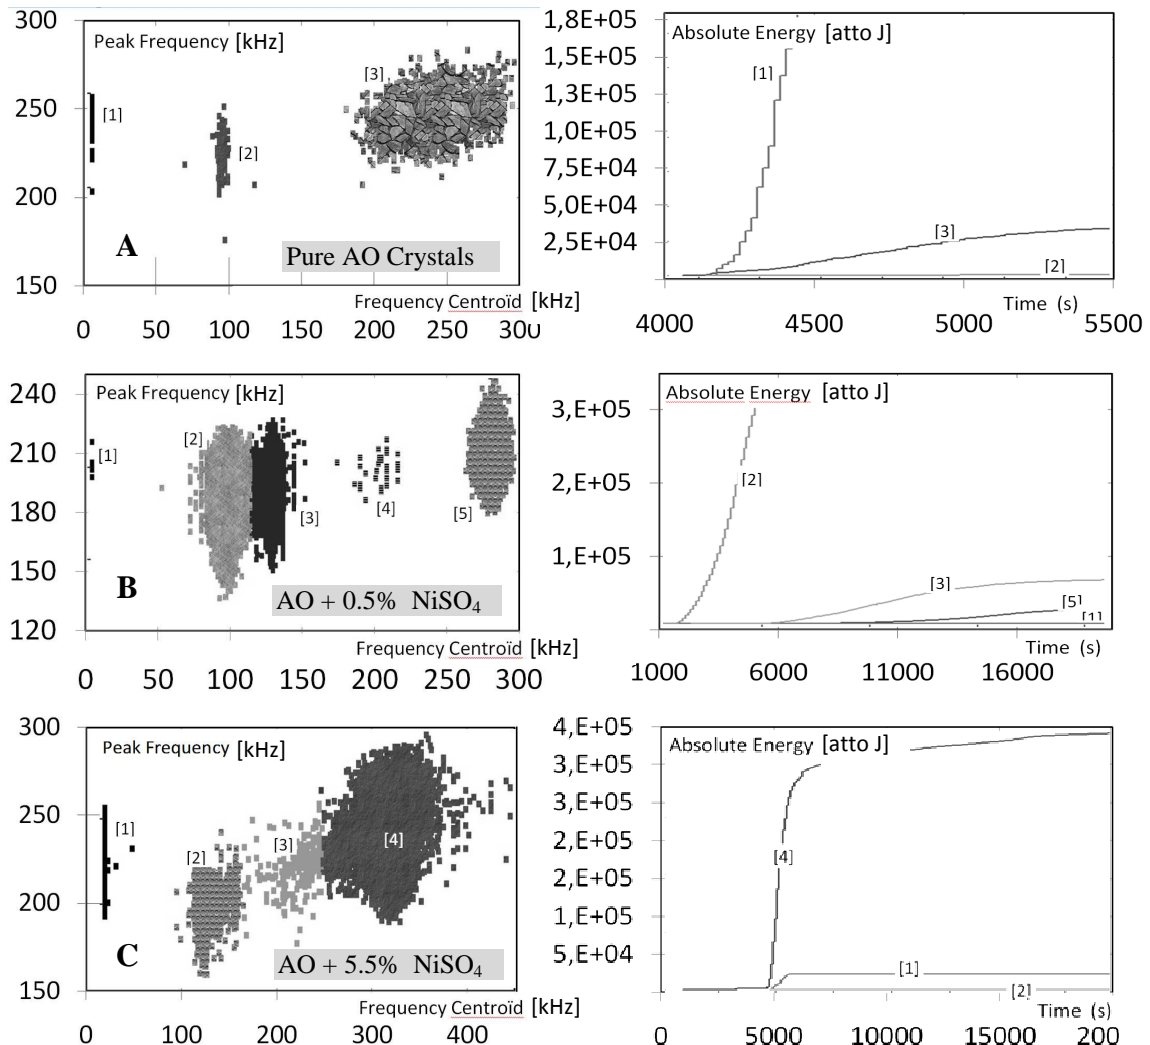 300
250
200
150
Peak Frequency [kHz]
[1]
[2]
[3]
A
Pure AO Crystals
Frequency Centroïd [kHz]
0 50 100 150 200 250 300
1,8E+05
1,5E+05
1,3E+05
1,0E+05
7,5E+04
5,0E+04
2,5E+04
Absolute Energy [atto J]
[1]
[3]
[2]
Time (s)
4000 4500 5000 5500
240
210
180
150
120
Peak Frequency [kHz]
[1]
[2]
[3]
[4]
[5]
B
AO + 0.5% NiSO₄
Frequency Centroïd [kHz]
0 50 100 150 200 250 300
3,E+05
2,E+05
1,E+05
Absolute Energy [atto J]
[2]
[3]
[5]
[1]
Time (s)
1000 6000 11000 16000
300
250
200
150
Peak Frequency [kHz]
[1]
[2]
[3]
[4]
C
AO + 5.5% NiSO₄
Frequency Centroïd [kHz]
0 100 200 300 400
4,E+05
3,E+05
3,E+05
2,E+05
2,E+05
1,E+05
5,E+04
Absolute Energy [atto J]
[4]
[1]
[2]
Time (s)
0 5000 10000 15000 200